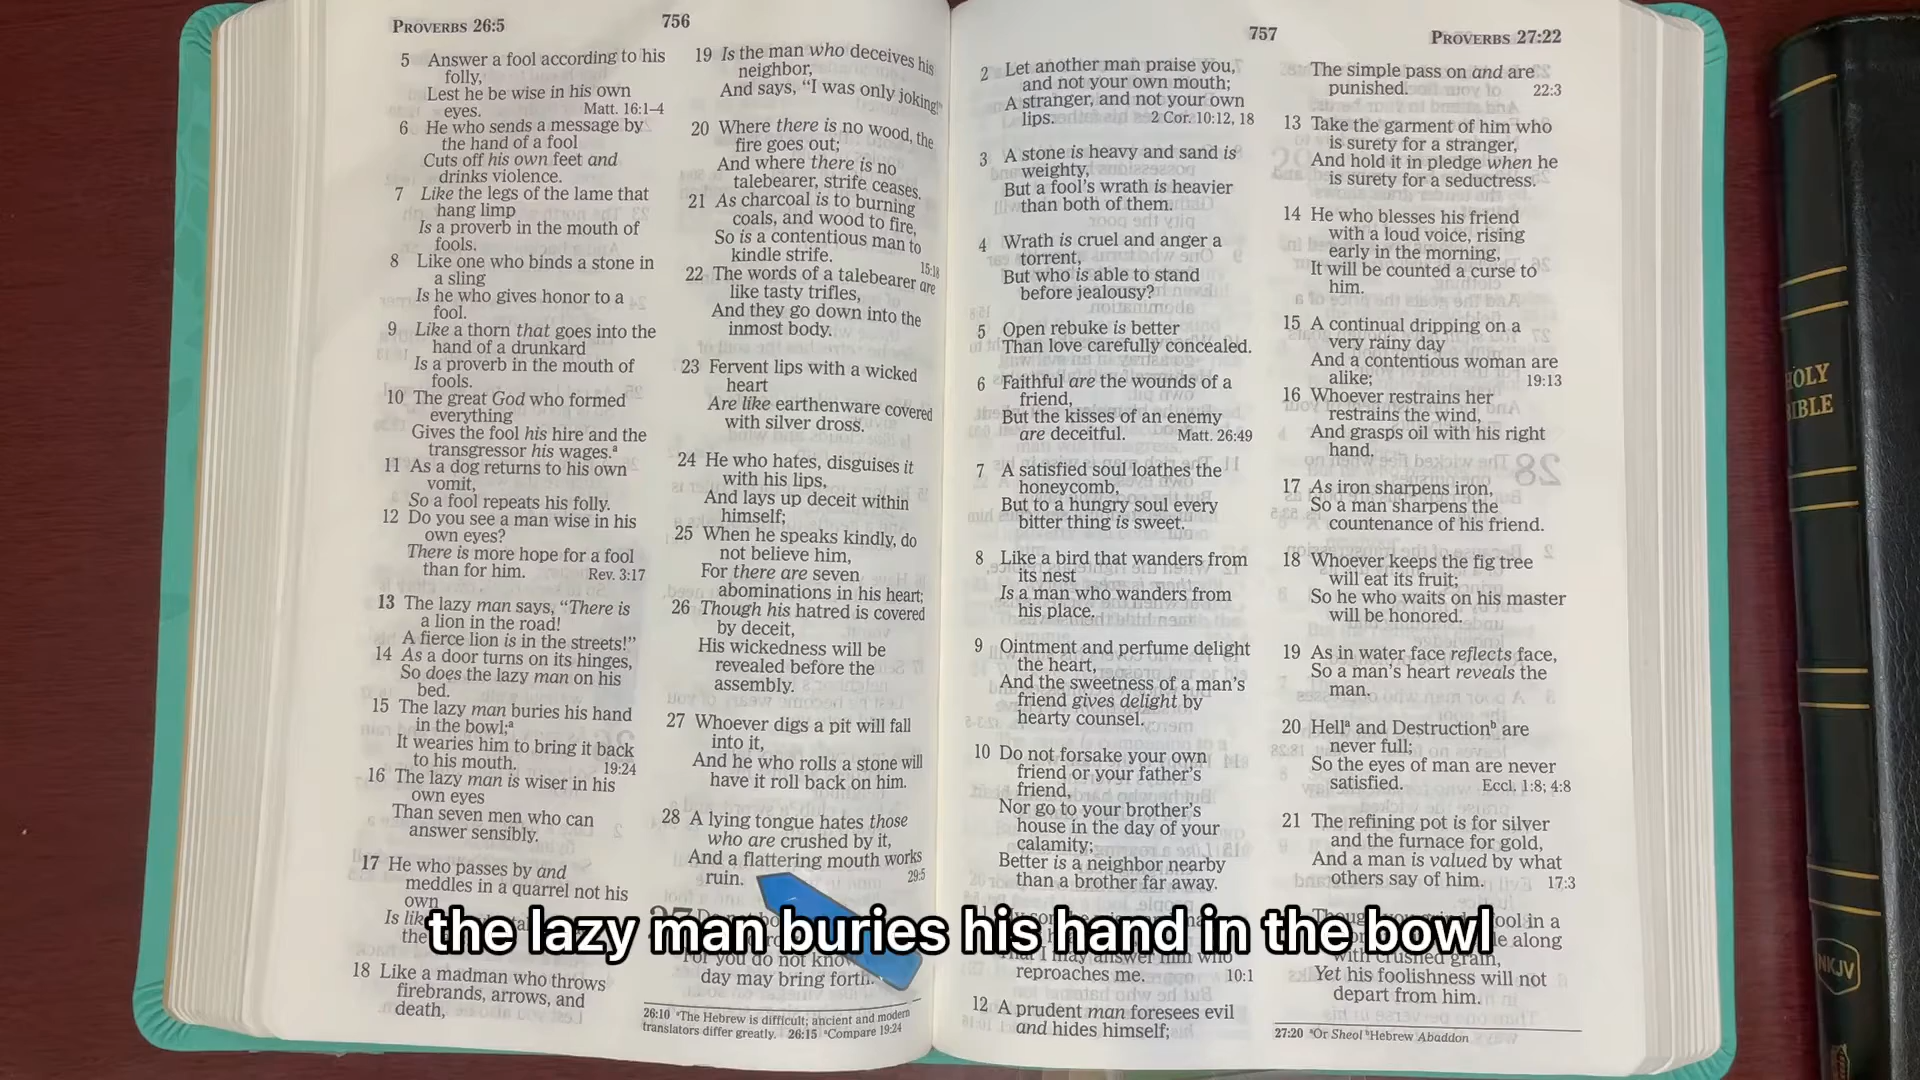 PROVERBS 26:5
756
5 Answer a fool according to his
folly,
Lest he be wise in his own
eyes. Matt. 16:1–4
6 He who sends a message by
the hand of a fool
Cuts off his own feet and
drinks violence.
7 Like the legs of the lame that
hang limp
Is a proverb in the mouth of
fools.
8 Like one who binds a stone in
a sling
Is he who gives honor to a
fool.
9 Like a thorn that goes into the
hand of a drunkard
Is a proverb in the mouth of
fools.
10 The great God who formed
everything
Gives the fool his hire and the
transgressor his wages.a
11 As a dog returns to his own
vomit,
So a fool repeats his folly.
12 Do you see a man wise in his
own eyes?
There is more hope for a fool
than for him. Rev. 3:17
13 The lazy man says, “There is
a lion in the road!
A fierce lion is in the streets!”
14 As a door turns on its hinges,
So does the lazy man on his
bed.
15 The lazy man buries his hand
in the bowl;a
It wearies him to bring it back
to his mouth. 19:24
16 The lazy man is wiser in his
own eyes
Than seven men who can
answer sensibly.
17 He who passes by and
meddles in a quarrel not his
own
Is
the
18 Like a madman who throws
firebrands, arrows, and
death,
19 Is the man who deceives his
neighbor,
And says, “I was only joking!”
20 Where there is no wood, the
fire goes out;
And where there is no
talebearer, strife ceases.
21 As charcoal is to burning
coals, and wood to fire,
So is a contentious man to
kindle strife. 15:18
22 The words of a talebearer are
like tasty trifles,
And they go down into the
inmost body.
23 Fervent lips with a wicked
heart
Are like earthenware covered
with silver dross.
24 He who hates, disguises it
with his lips,
And lays up deceit within
himself;
25 When he speaks kindly, do
not believe him,
For there are seven
abominations in his heart;
26 Though his hatred is covered
by deceit,
His wickedness will be
revealed before the
assembly.
27 Whoever digs a pit will fall
into it,
And he who rolls a stone will
have it roll back on him.
28 A lying tongue hates those
who are crushed by it,
And a flattering mouth works
ruin. 29:5
27 Do not
For you do not know
day may bring forth.
26:10 aThe Hebrew is difficult; ancient and modern
translators differ greatly. 26:15 aCompare 19:24
757
PROVERBS 27:22
2 Let another man praise you,
and not your own mouth;
A stranger, and not your own
lips. 2 Cor. 10:12, 18
3 A stone is heavy and sand is
weighty,
But a fool’s wrath is heavier
than both of them.
4 Wrath is cruel and anger a
torrent,
But who is able to stand
before jealousy?
5 Open rebuke is better
Than love carefully concealed.
6 Faithful are the wounds of a
friend,
But the kisses of an enemy
are deceitful. Matt. 26:49
7 A satisfied soul loathes the
honeycomb,
But to a hungry soul every
bitter thing is sweet.
8 Like a bird that wanders from
its nest
Is a man who wanders from
his place.
9 Ointment and perfume delight
the heart,
And the sweetness of a man’s
friend gives delight by
hearty counsel.
10 Do not forsake your own
friend or your father’s
friend,
Nor go to your brother’s
house in the day of your
calamity;
Better is a neighbor nearby
than a brother far away.
That I may answer him who
reproaches me. 10:1
12 A prudent man foresees evil
and hides himself;
The simple pass on and are
punished. 22:3
13 Take the garment of him who
is surety for a stranger,
And hold it in pledge when he
is surety for a seductress.
14 He who blesses his friend
with a loud voice, rising
early in the morning,
It will be counted a curse to
him.
15 A continual dripping on a
very rainy day
And a contentious woman are
alike; 19:13
16 Whoever restrains her
restrains the wind,
And grasps oil with his right
hand.
17 As iron sharpens iron,
So a man sharpens the
countenance of his friend.
18 Whoever keeps the fig tree
will eat its fruit;
So he who waits on his master
will be honored.
19 As in water face reflects face,
So a man’s heart reveals the
man.
20 Hella and Destructionb are
never full;
So the eyes of man are never
satisfied. Eccl. 1:8; 4:8
21 The refining pot is for silver
and the furnace for gold,
And a man is valued by what
others say of him. 17:3
in a
along
with crushed grain,
Yet his foolishness will not
depart from him.
27:20 aOr Sheol bHebrew Abaddon
HOLY
BIBLE
NKJV
the lazy man buries his hand in the bowl